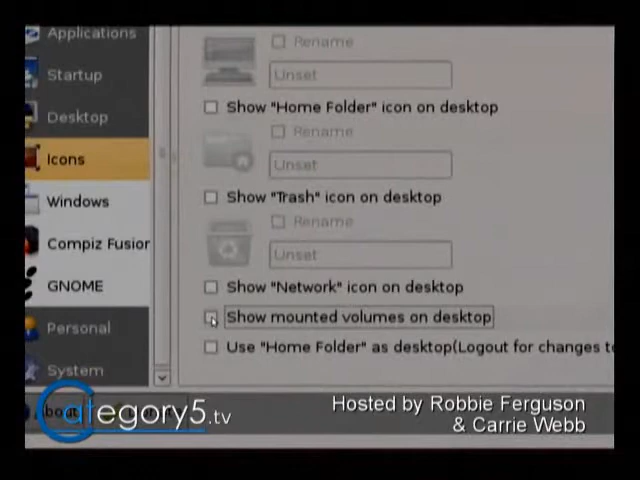 Applications
Startup
Desktop
Icons
Windows
Compiz Fusion
GNOME
Personal
System
Rename
Unset
Show "Home Folder" icon on desktop
Rename
Unset
Show "Trash" icon on desktop
Rename
Unset
Show "Network" icon on desktop
Show mounted volumes on desktop
Use "Home Folder" as desktop(Logout for changes to
About
Category5.tv
Hosted by Robbie Ferguson
& Carrie Webb